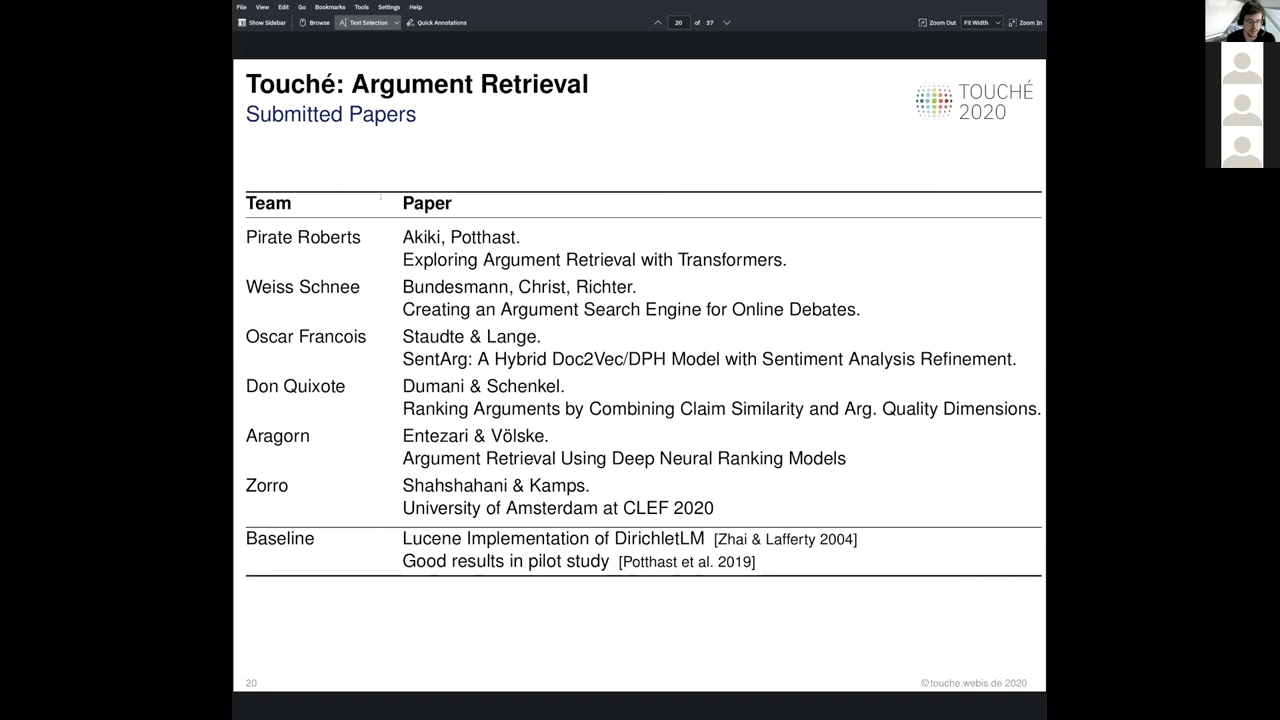 File View Edit Go Bookmarks Tools Settings Help
Show Sidebar Browse Text Selection Quick Annotations 20 of 37 Zoom Out Fit Width Zoom In
Touché: Argument Retrieval
Submitted Papers
TOUCHÉ
2020
Team Paper
Pirate Roberts Akiki, Potthast.
Exploring Argument Retrieval with Transformers.
Weiss Schnee Bundesmann, Christ, Richter.
Creating an Argument Search Engine for Online Debates.
Oscar Francois Staudte & Lange.
SentArg: A Hybrid Doc2Vec/DPH Model with Sentiment Analysis Refinement.
Don Quixote Dumani & Schenkel.
Ranking Arguments by Combining Claim Similarity and Arg. Quality Dimensions.
Aragorn Entezari & Völske.
Argument Retrieval Using Deep Neural Ranking Models
Zorro Shahshahani & Kamps.
University of Amsterdam at CLEF 2020
Baseline Lucene Implementation of DirichletLM [Zhai & Lafferty 2004]
Good results in pilot study [Potthast et al. 2019]
20 ©touche.webis.de 2020